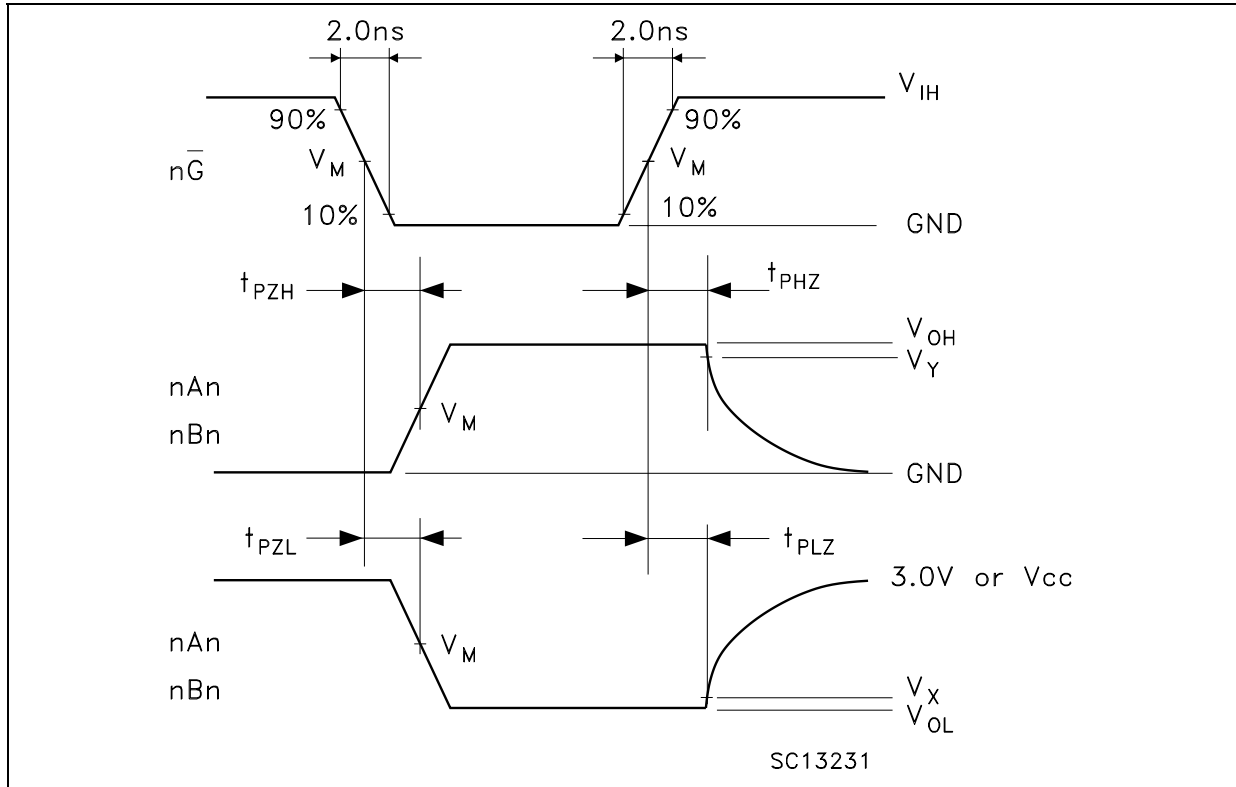 2.0ns 2.0ns
V_IH
90% 90%
nG̅ V_M V_M
10% 10%
GND
t_PZH t_PHZ
V_OH
V_Y
nAn
V_M
nBn
GND
t_PZL t_PLZ
3.0V or Vcc
nAn V_M
nBn V_X
V_OL
SC13231